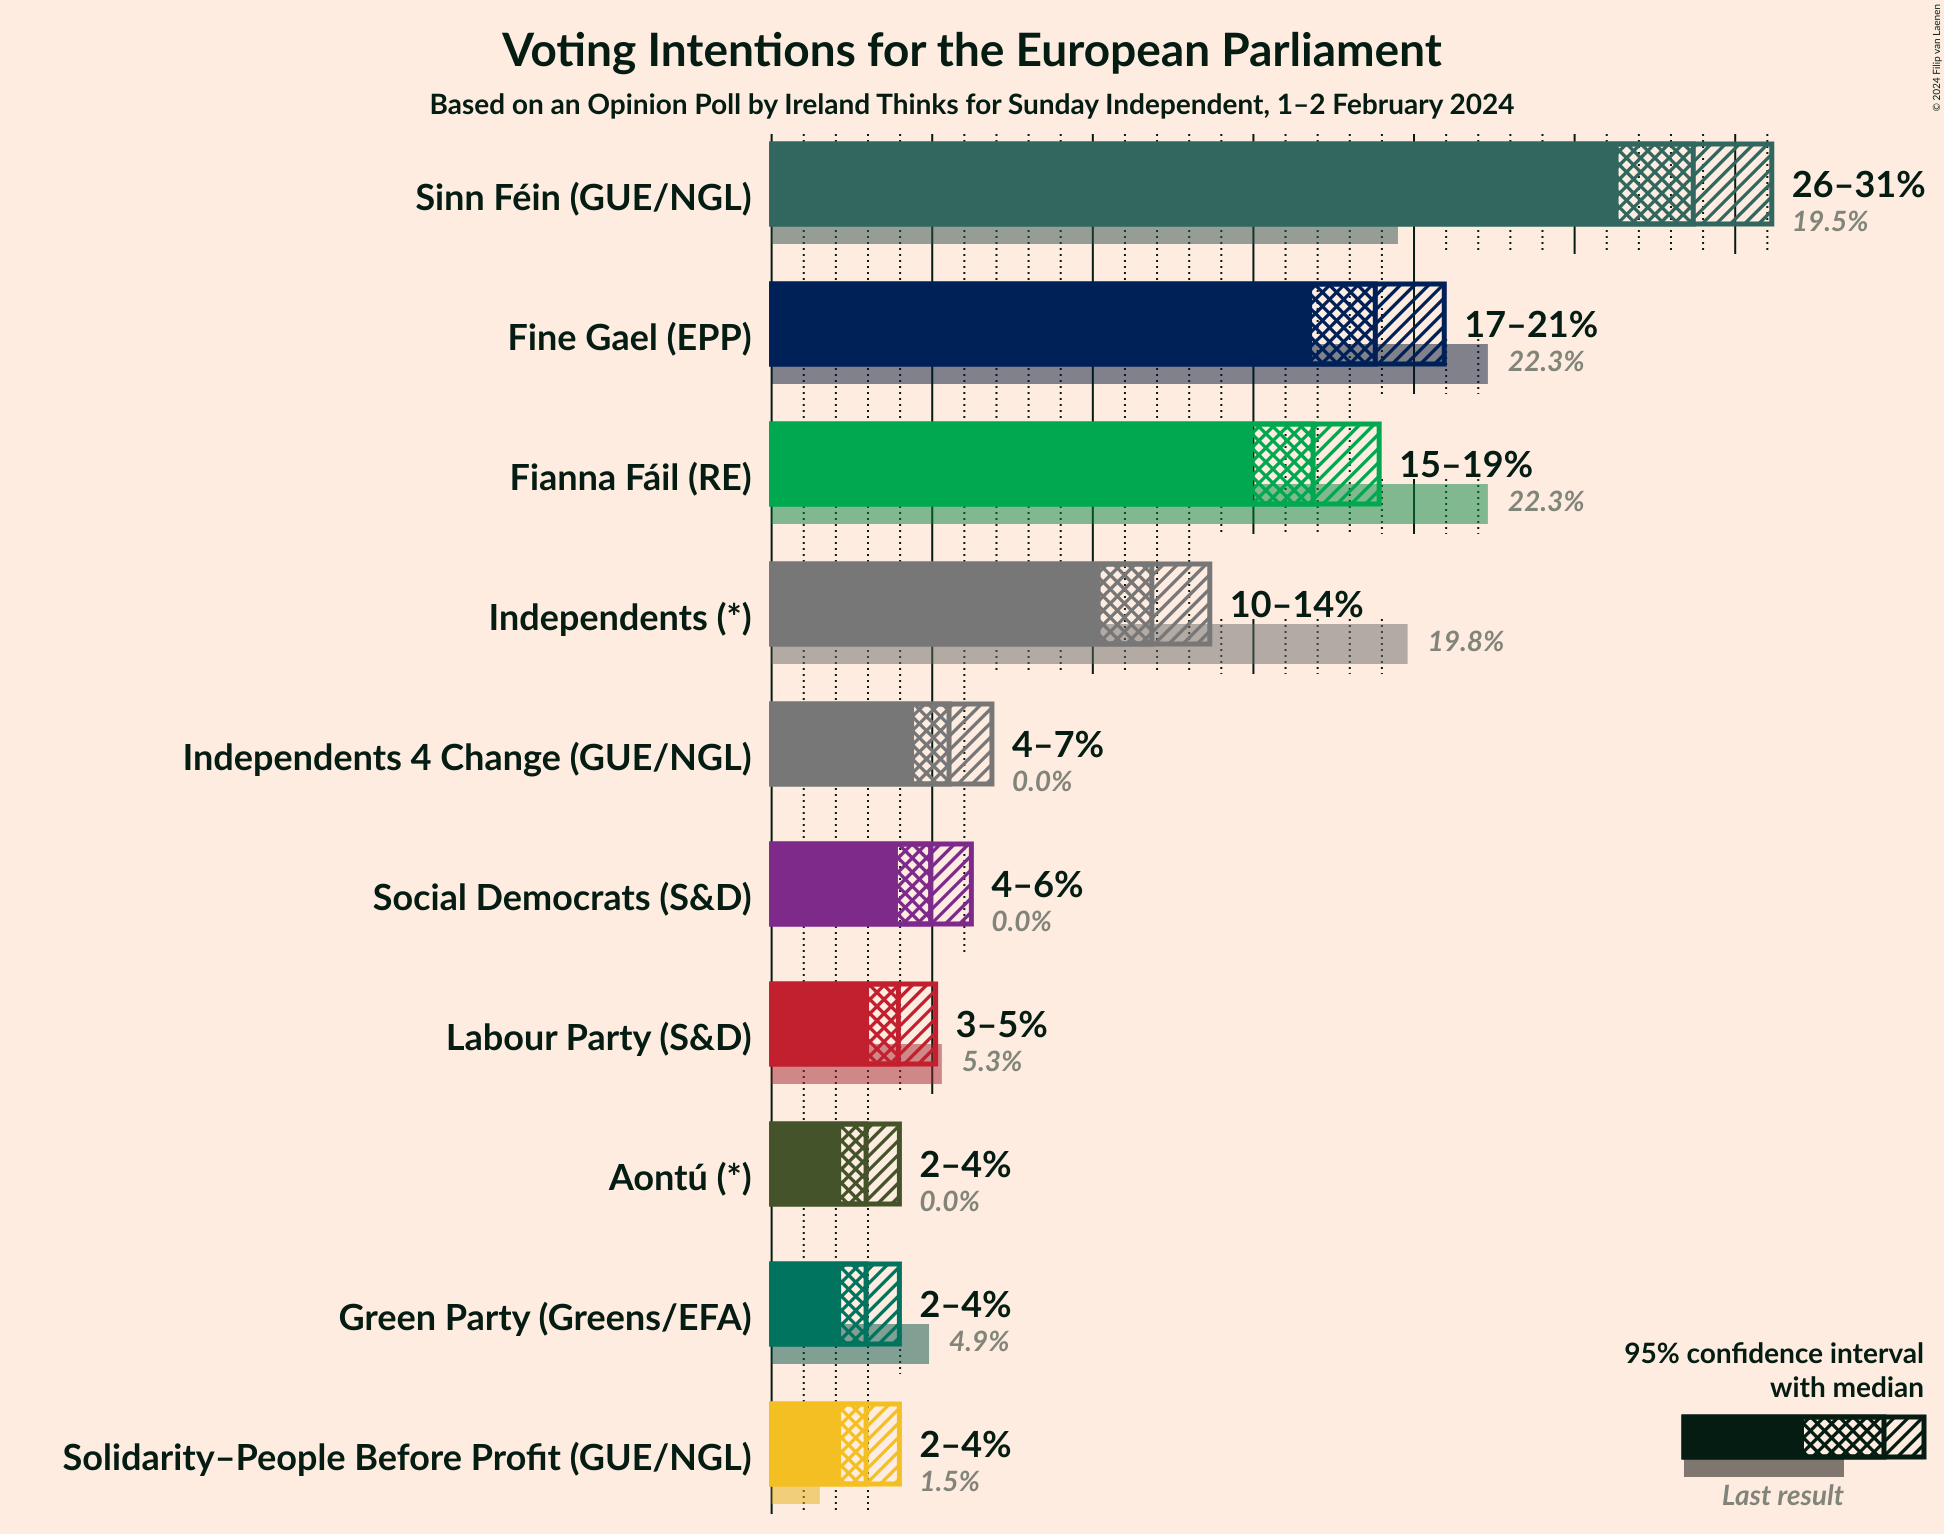 Voting Intentions for the European Parliament
Based on an Opinion Poll by Ireland Thinks for Sunday Independent, 1–2 February 2024
© 2024 Filip van Laenen
Sinn Féin (GUE/NGL)
26–31%
19.5%
Fine Gael (EPP)
17–21%
22.3%
Fianna Fáil (RE)
15–19%
22.3%
Independents (*)
10–14%
19.8%
Independents 4 Change (GUE/NGL)
4–7%
0.0%
Social Democrats (S&D)
4–6%
0.0%
Labour Party (S&D)
3–5%
5.3%
Aontú (*)
2–4%
0.0%
Green Party (Greens/EFA)
2–4%
4.9%
Solidarity–People Before Profit (GUE/NGL)
2–4%
1.5%
95% confidence interval
with median
Last result